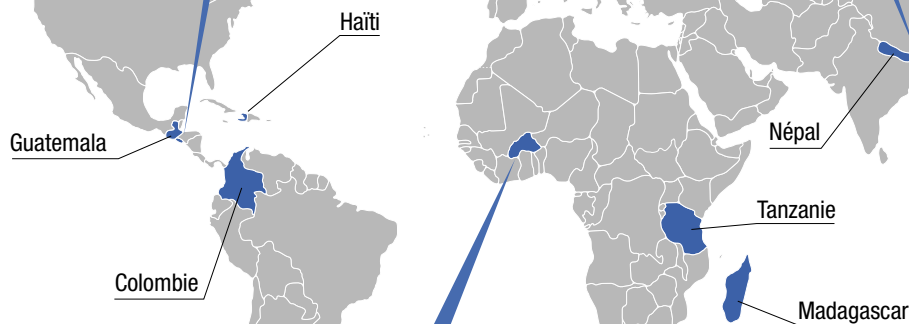 Haïti
Guatemala
Népal
Tanzanie
Colombie
Madagascar